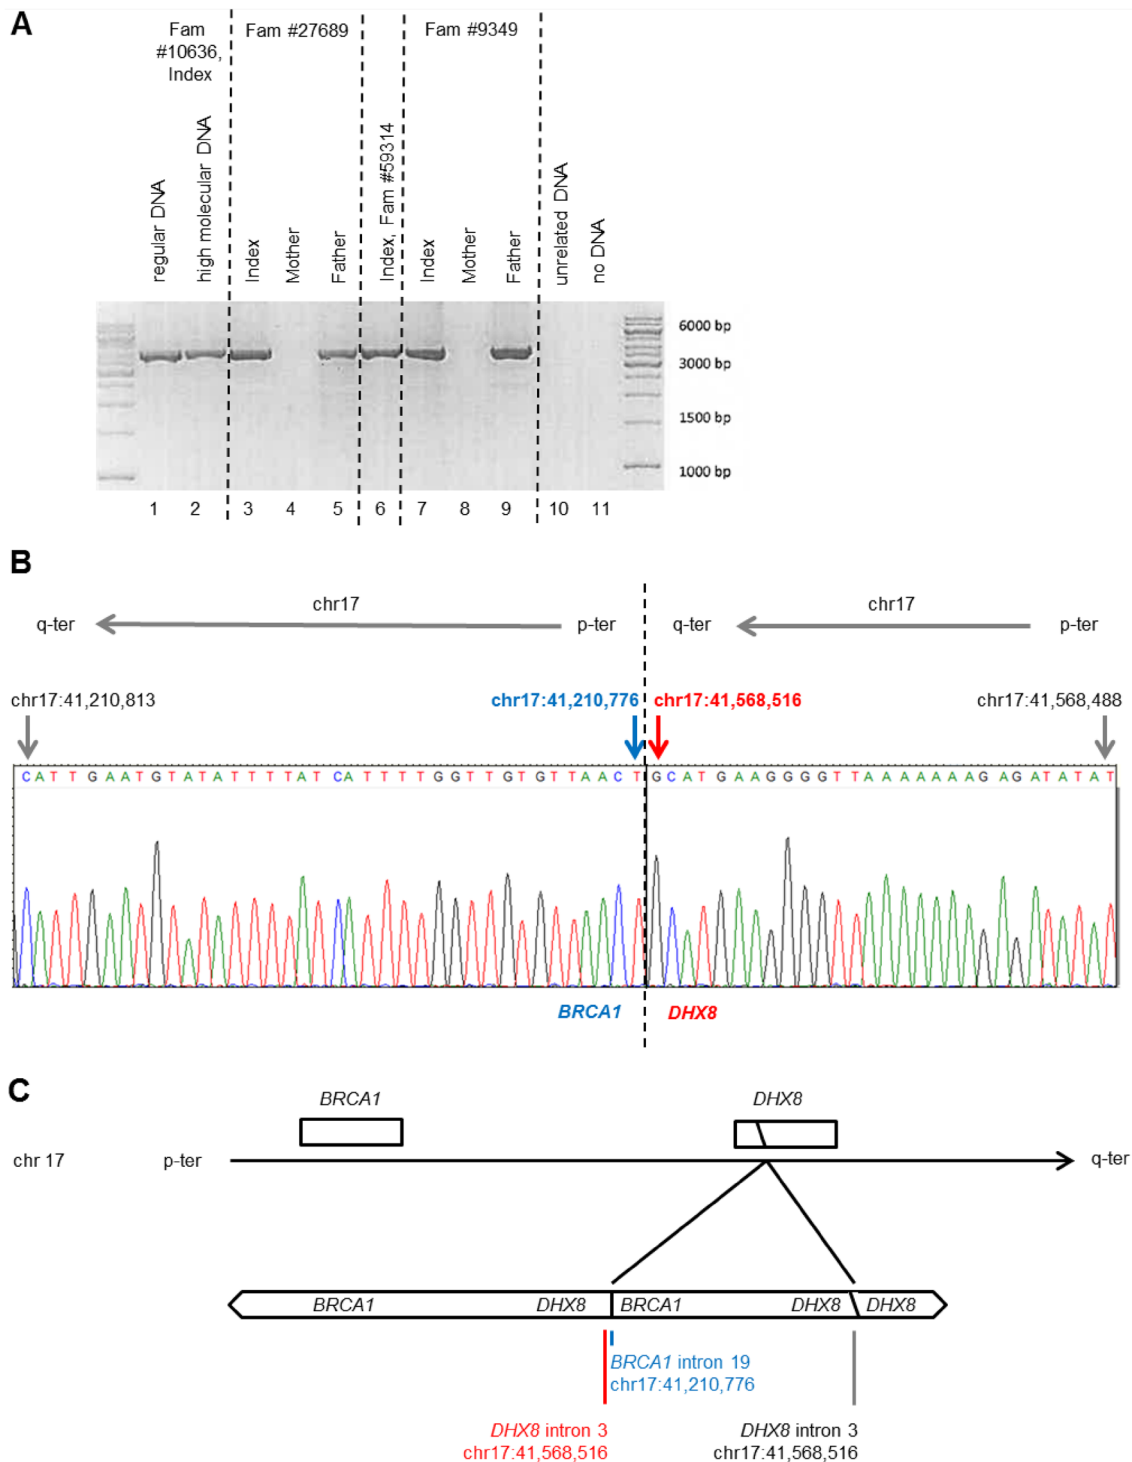 A
Fam
#10636,
Index
Fam #27689
Fam #9349
regular DNA
high molecular DNA
Index
Mother
Father
Index, Fam #59314
Index
Mother
Father
unrelated DNA
no DNA
6000 bp
3000 bp
1500 bp
1000 bp
1 2 3 4 5 6 7 8 9 10 11
B
chr17 chr17
q-ter p-ter q-ter p-ter
chr17:41,210,813 chr17:41,210,776 chr17:41,568,516 chr17:41,568,488
CATTGAATGTATATTTTATCATTTTGGTTGTGTTAACTGCATGAAGGGGTTAAAAAAAGAGATATAT
BRCA1 DHX8
C
BRCA1 DHX8
chr 17 p-ter q-ter
BRCA1 DHX8 BRCA1 DHX8 DHX8
BRCA1 intron 19
chr17:41,210,776
DHX8 intron 3 DHX8 intron 3
chr17:41,568,516 chr17:41,568,516